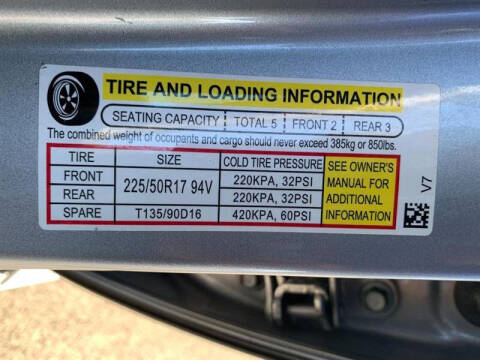 TIRE AND LOADING INFORMATION
SEATING CAPACITY TOTAL 5 FRONT 2 REAR 3
The combined weight of occupants and cargo should never exceed 385kg or 850lbs.
TIRE SIZE COLD TIRE PRESSURE
FRONT 225/50R17 94V 220KPA, 32PSI
REAR 220KPA, 32PSI
SPARE T135/90D16 420KPA, 60PSI
SEE OWNER'S
MANUAL FOR
ADDITIONAL
INFORMATION
V7